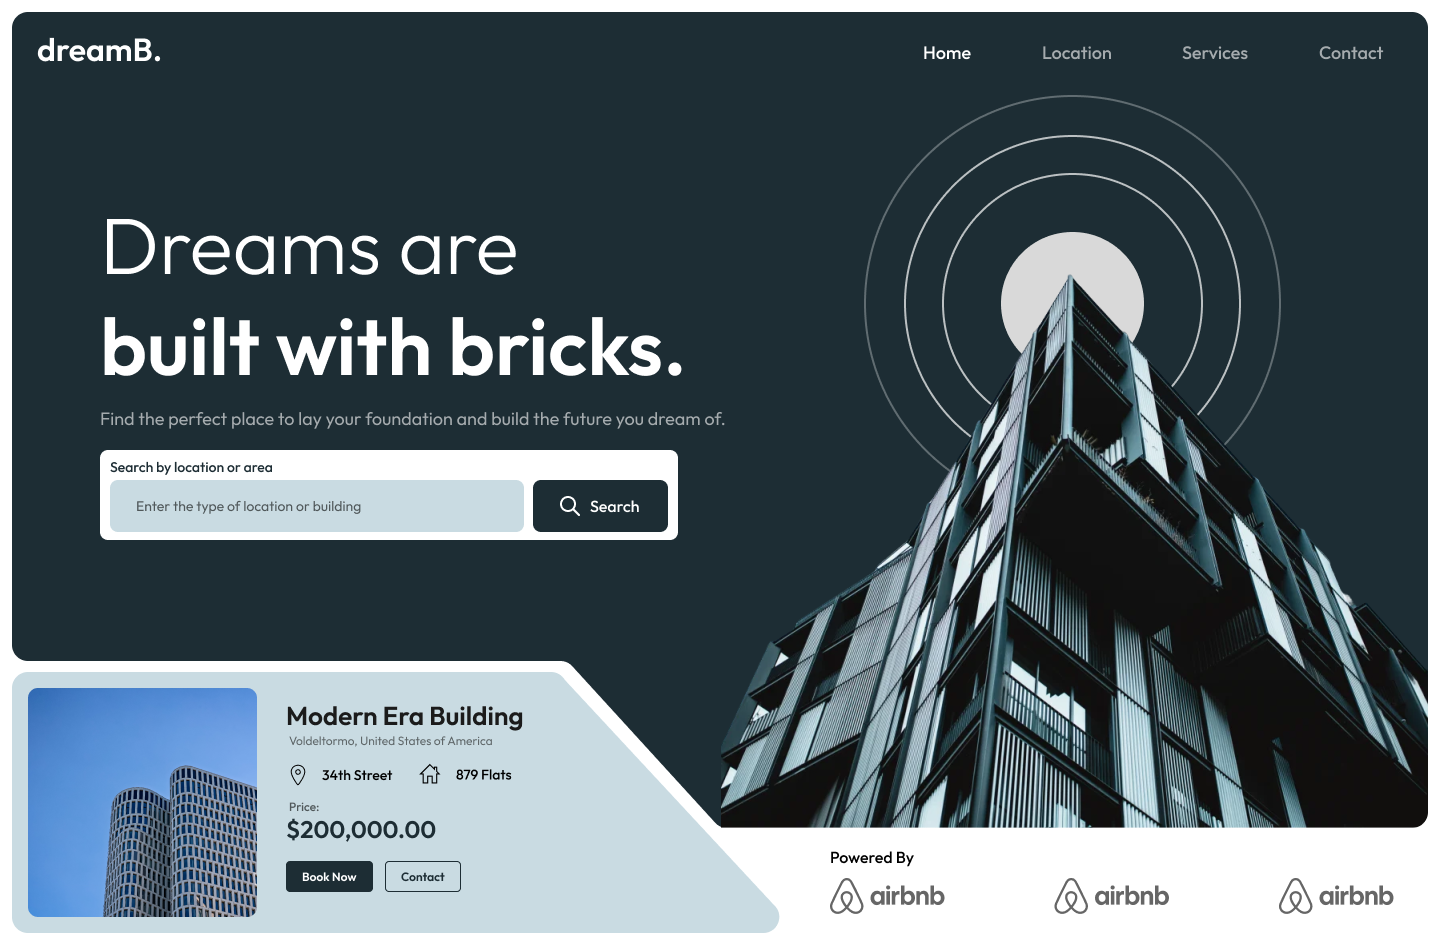 dreamB.
Home
Location
Services
Contact
Dreams are
built with bricks.
Find the perfect place to lay your foundation and build the future you dream of.
Search by location or area
Enter the type of location or building
Search
Modern Era Building
Voldeltormo, United States of America
34th Street
879 Flats
Price:
$200,000.00
Book Now
Contact
Powered By
airbnb
airbnb
airbnb